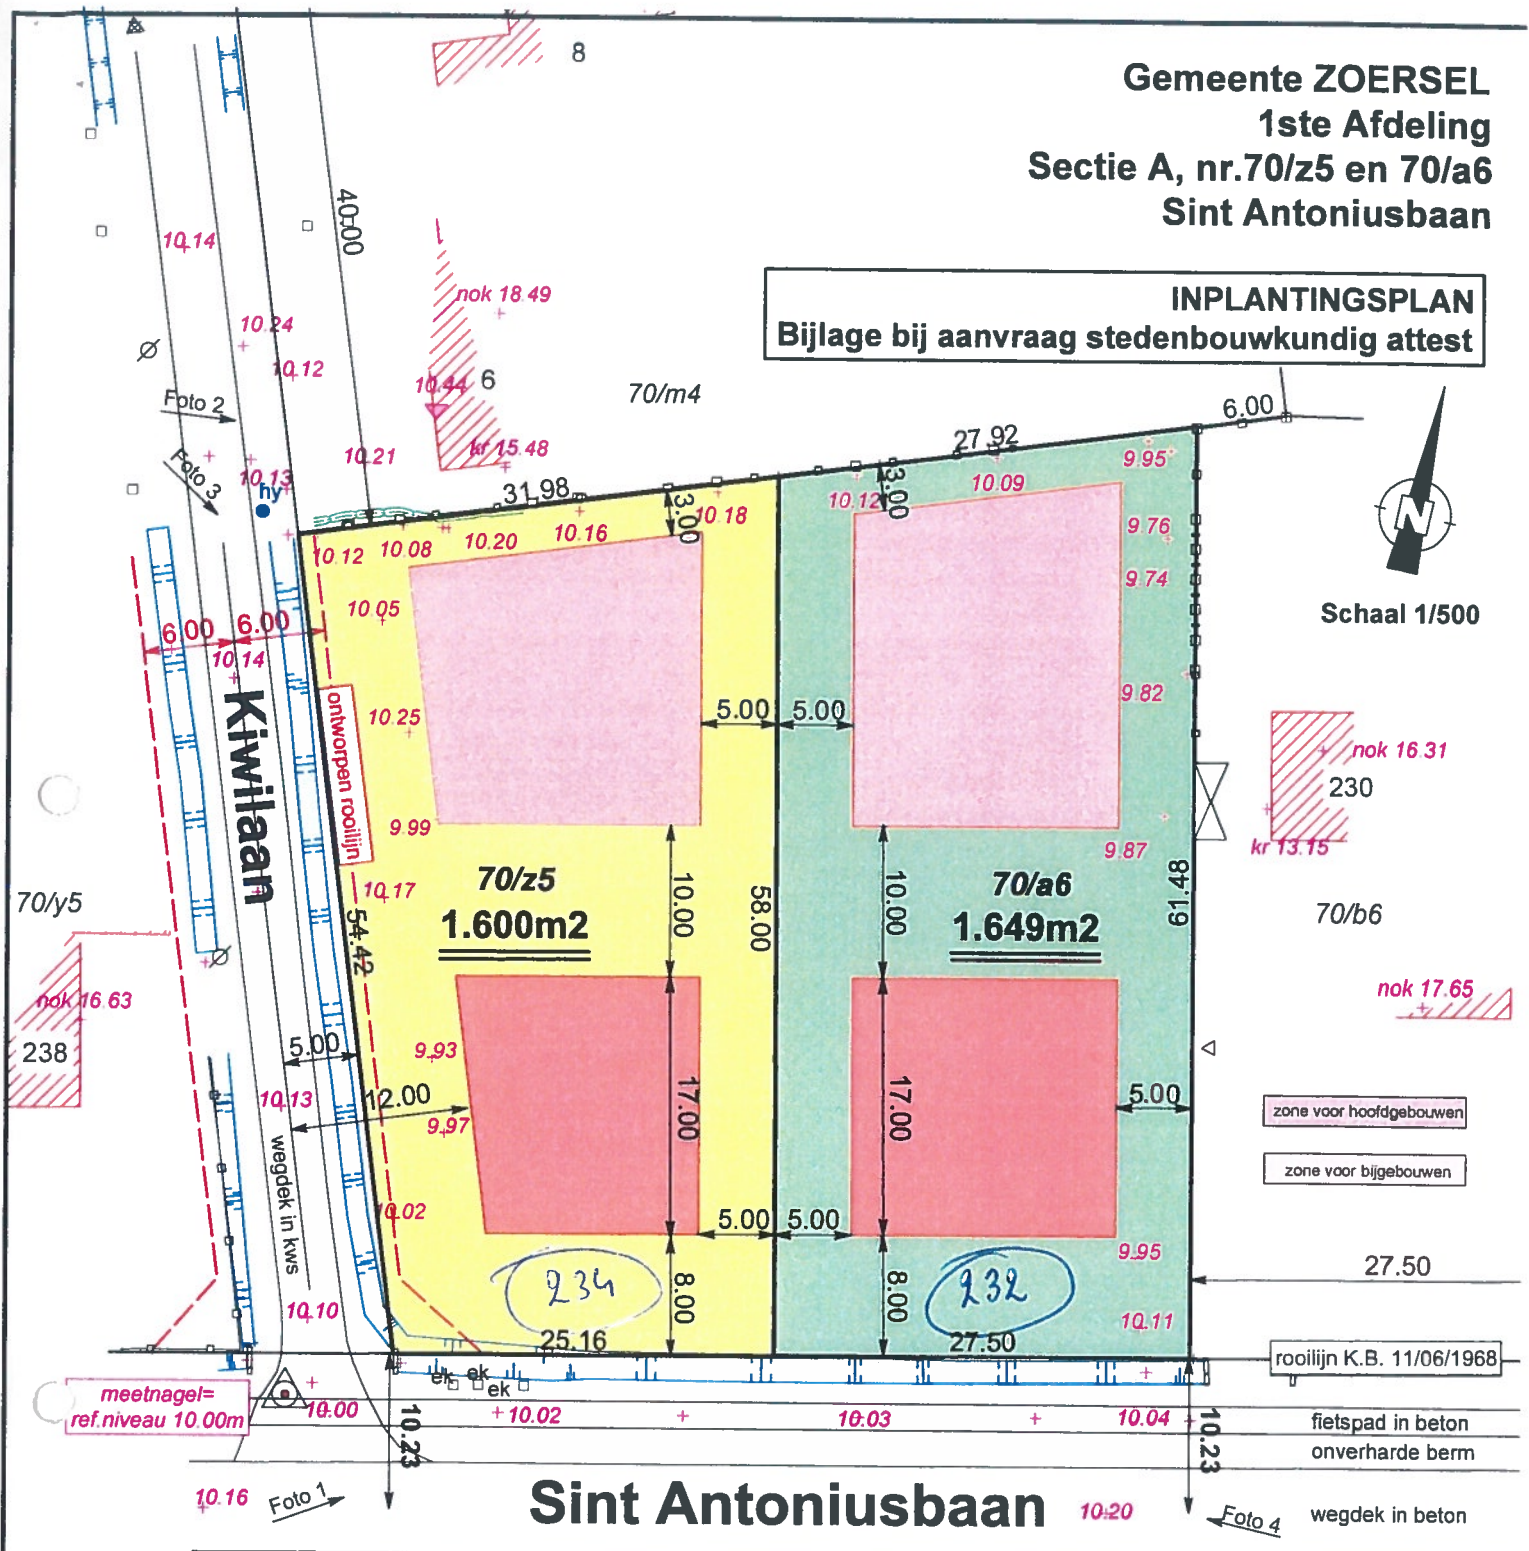 Gemeente ZOERSEL
1ste Afdeling
Sectie A, nr.70/z5 en 70/a6
Sint Antoniusbaan
INPLANTINGSPLAN
Bijlage bij aanvraag stedenbouwkundig attest
8
40.00
10.14
nok 18.49
10.24
10.12
10.44
6
70/m4
6.00
Foto 2
kr 15.48
27.92
9.95
Foto 3
10.21
10.13
hy
31.98
3.00
10.18
10.12
3.00
10.09
9.76
N
10.12
10.08
10.20
10.16
9.74
Schaal 1/500
10.05
6.00
6.00
10.14
Kiwilaan
ontworpen rooilijn
10.25
5.00
5.00
9.82
nok 16.31
230
9.99
9.87
kr 13.15
10.17
70/z5
1.600m2
10.00
58.00
10.00
70/a6
1.649m2
61.48
70/y5
70/b6
54.42
nok 16.63
238
nok 17.65
5.00
9.93
12.00
9.97
10.13
17.00
17.00
5.00
zone voor hoofdgebouwen
zone voor bijgebouwen
wegdek in kws
10.02
5.00
5.00
9.95
234
8.00
232
8.00
27.50
10.10
10.11
25.16
27.50
rooilijn K.B. 11/06/1968
ek
ek
ek
meetnagel=
ref.niveau 10.00m
10.00
10.23
10.02
10.03
10.04
10.23
fietspad in beton
onverharde berm
10.16
Foto 1
Sint Antoniusbaan
10.20
Foto 4
wegdek in beton